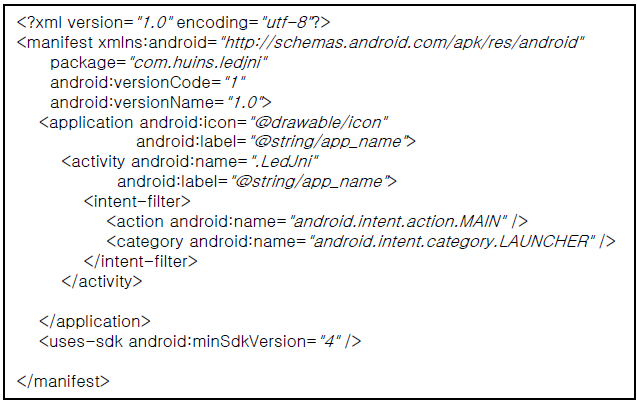 <?xml version="1.0" encoding="utf-8"?>
<manifest xmlns:android="http://schemas.android.com/apk/res/android"
package="com.huins.ledjni"
android:versionCode="1"
android:versionName="1.0">
<application android:icon="@drawable/icon"
android:label="@string/app_name">
<activity android:name=".LedJni"
android:label="@string/app_name">
<intent-filter>
<action android:name="android.intent.action.MAIN" />
<category android:name="android.intent.category.LAUNCHER" />
</intent-filter>
</activity>
</application>
<uses-sdk android:minSdkVersion="4" />
</manifest>